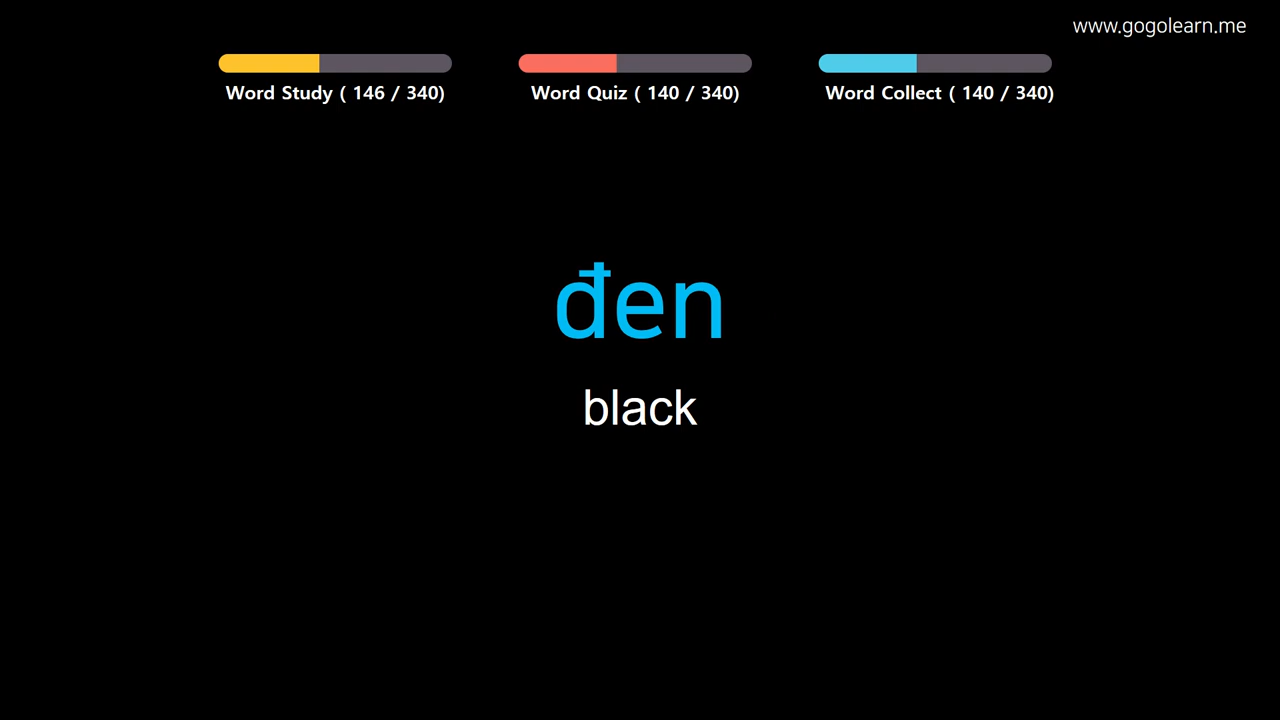 www.gogolearn.me
Word Study ( 146 / 340)
Word Quiz ( 140 / 340)
Word Collect ( 140 / 340)
đen
black